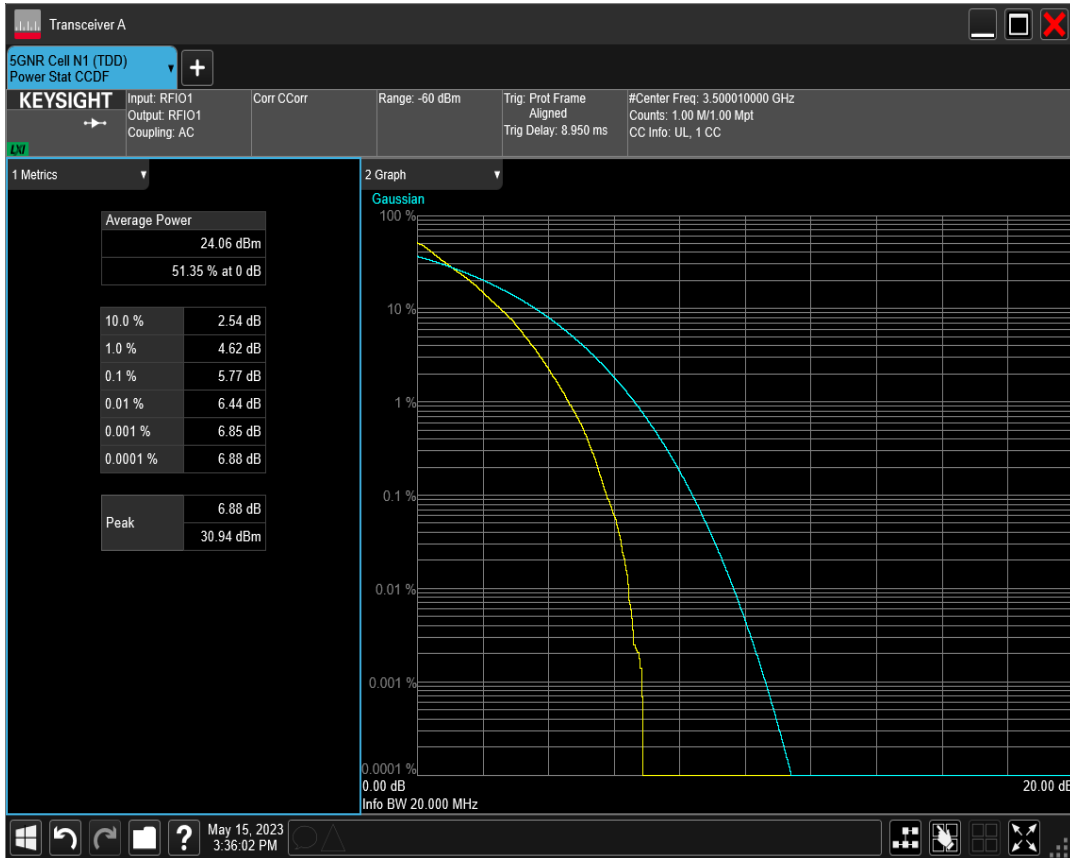 Transceiver A
5GNR Cell N1 (TDD)
Power Stat CCDF
+
KEYSIGHT
LXI
Input: RFIO1
Output: RFIO1
Coupling: AC
Corr CCorr
Range: -60 dBm
Trig: Prot Frame
Aligned
Trig Delay: 8.950 ms
#Center Freq: 3.500010000 GHz
Counts: 1.00 M/1.00 Mpt
CC Info: UL, 1 CC
1 Metrics
Average Power
24.06 dBm
51.35 % at 0 dB
10.0 % 2.54 dB
1.0 % 4.62 dB
0.1 % 5.77 dB
0.01 % 6.44 dB
0.001 % 6.85 dB
0.0001 % 6.88 dB
Peak
6.88 dB
30.94 dBm
2 Graph
Gaussian
100 %
10 %
1 %
0.1 %
0.01 %
0.001 %
0.0001 %
0.00 dB
20.00 dB
Info BW 20.000 MHz
?
May 15, 2023
3:36:02 PM